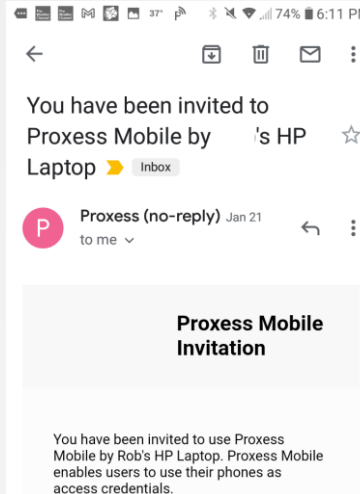 37° 74% 6:11 PM
You have been invited to
Proxess Mobile by 's HP
Laptop Inbox
P
Proxess (no-reply) Jan 21
to me
Proxess Mobile
Invitation
You have been invited to use Proxess
Mobile by Rob's HP Laptop. Proxess Mobile
enables users to use their phones as
access credentials.